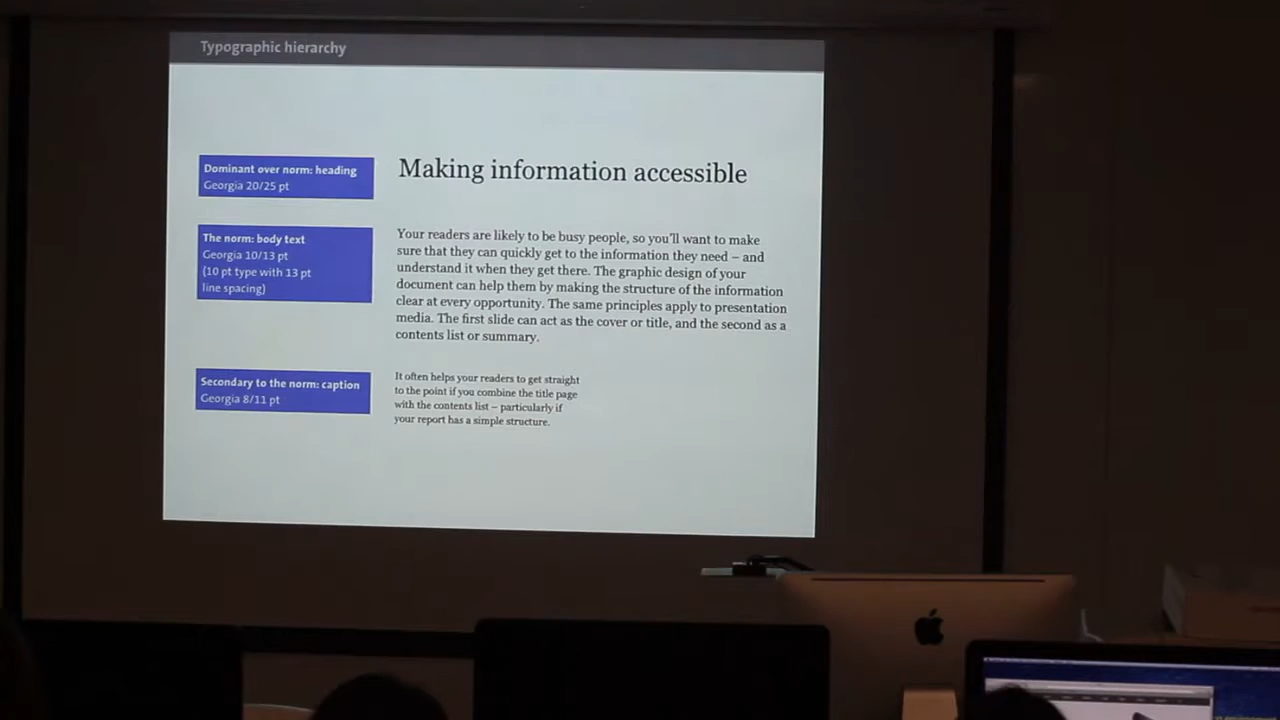 Typographic hierarchy
Dominant over norm: heading
Georgia 20/25 pt
Making information accessible
The norm: body text
Georgia 10/13 pt
(10 pt type with 13 pt
line spacing)
Your readers are likely to be busy people, so you'll want to make
sure that they can quickly get to the information they need – and
understand it when they get there. The graphic design of your
document can help them by making the structure of the information
clear at every opportunity. The same principles apply to presentation
media. The first slide can act as the cover or title, and the second as a
contents list or summary.
Secondary to the norm: caption
Georgia 8/11 pt
It often helps your readers to get straight
to the point if you combine the title page
with the contents list – particularly if
your report has a simple structure.